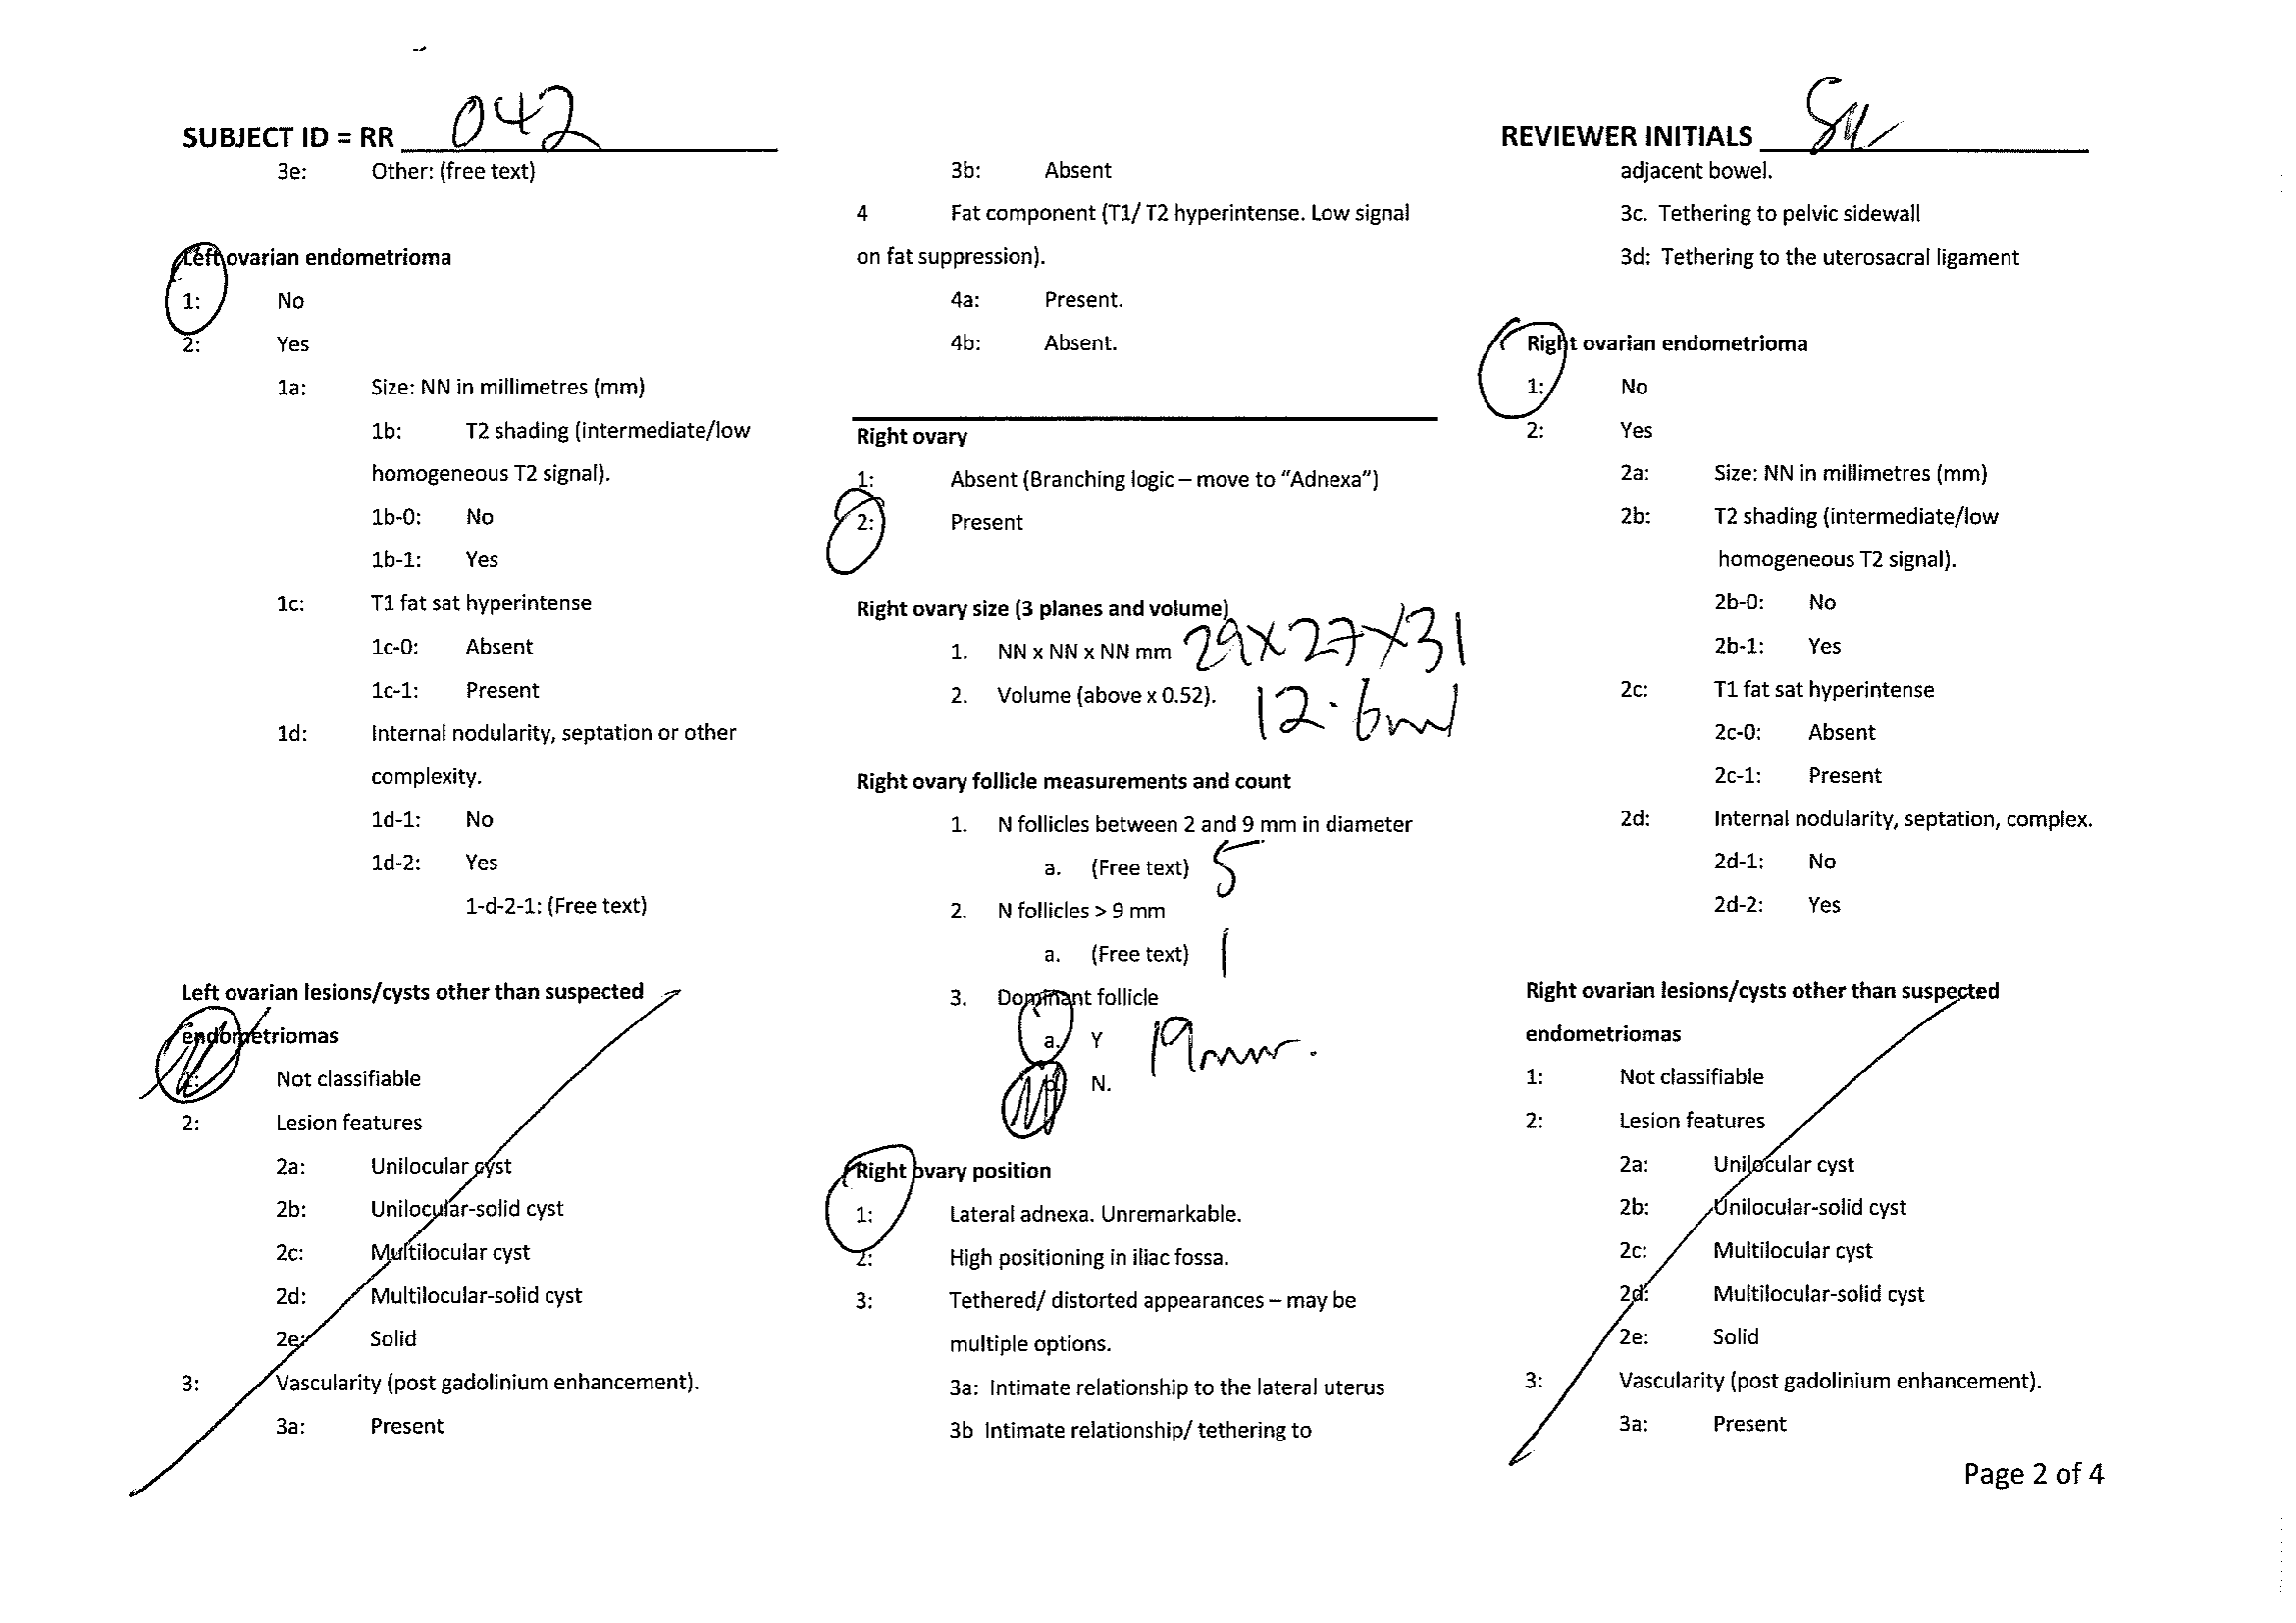 SUBJECT ID = RR 042
3e: Other: (free text)
Left ovarian endometrioma
1: No
2: Yes
1a: Size: NN in millimetres (mm)
1b: T2 shading (intermediate/low
homogeneous T2 signal).
1b-0: No
1b-1: Yes
1c: T1 fat sat hyperintense
1c-0: Absent
1c-1: Present
1d: Internal nodularity, septation or other
complexity.
1d-1: No
1d-2: Yes
1-d-2-1: (Free text)
Left ovarian lesions/cysts other than suspected
endometriomas
1: Not classifiable
2: Lesion features
2a: Unilocular cyst
2b: Unilocular-solid cyst
2c: Multilocular cyst
2d: Multilocular-solid cyst
2e: Solid
3: Vascularity (post gadolinium enhancement).
3a: Present
3b: Absent
4 Fat component (T1/ T2 hyperintense. Low signal
on fat suppression).
4a: Present.
4b: Absent.
Right ovary
1: Absent (Branching logic – move to “Adnexa”)
2: Present
Right ovary size (3 planes and volume)
1. NN x NN x NN mm 29x27x31
2. Volume (above x 0.52). 12.6ml
Right ovary follicle measurements and count
1. N follicles between 2 and 9 mm in diameter
a. (Free text) 5
2. N follicles > 9 mm
a. (Free text) 1
3. Dominant follicle
a. Y 19mm.
b. N.
Right ovary position
1: Lateral adnexa. Unremarkable.
2: High positioning in iliac fossa.
3: Tethered/ distorted appearances – may be
multiple options.
3a: Intimate relationship to the lateral uterus
3b Intimate relationship/ tethering to
REVIEWER INITIALS
adjacent bowel.
3c. Tethering to pelvic sidewall
3d: Tethering to the uterosacral ligament
Right ovarian endometrioma
1: No
2: Yes
2a: Size: NN in millimetres (mm)
2b: T2 shading (intermediate/low
homogeneous T2 signal).
2b-0: No
2b-1: Yes
2c: T1 fat sat hyperintense
2c-0: Absent
2c-1: Present
2d: Internal nodularity, septation, complex.
2d-1: No
2d-2: Yes
Right ovarian lesions/cysts other than suspected
endometriomas
1: Not classifiable
2: Lesion features
2a: Unilocular cyst
2b: Unilocular-solid cyst
2c: Multilocular cyst
2d: Multilocular-solid cyst
2e: Solid
3: Vascularity (post gadolinium enhancement).
3a: Present
Page 2 of 4